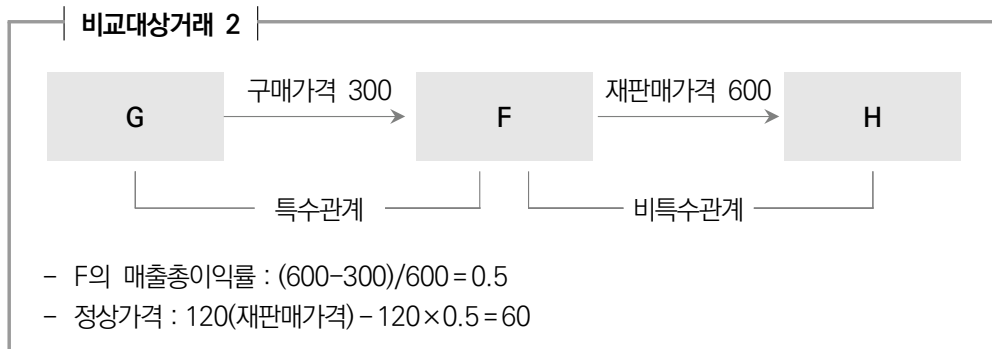 비교대상거래 2
구매가격 300
재판매가격 600
G
F
H
특수관계
비특수관계
- F의 매출총이익률 : (600-300)/600=0.5
- 정상가격 : 120(재판매가격)-120×0.5=60